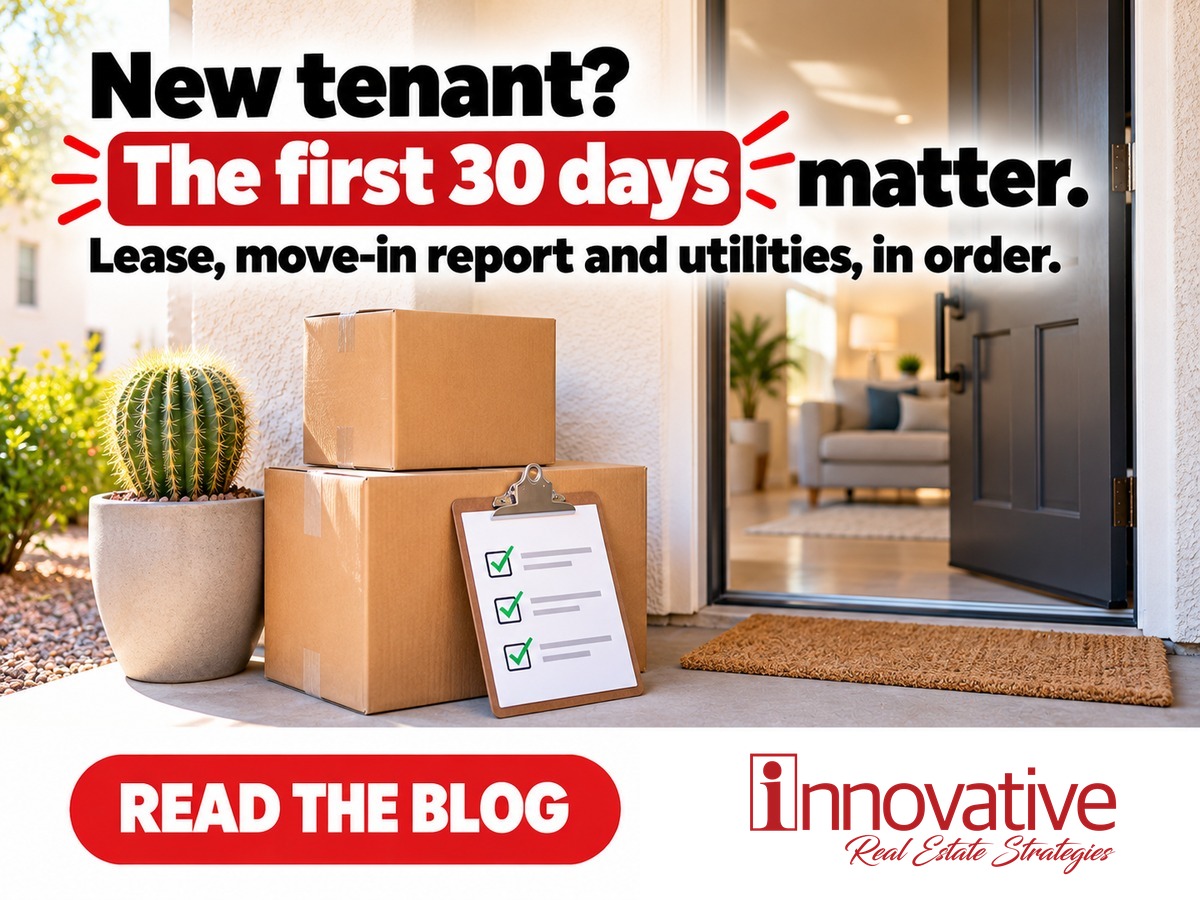 New tenant?
The first 30 days matter.
Lease, move-in report and utilities, in order.
READ THE BLOG
innovative
Real Estate Strategies